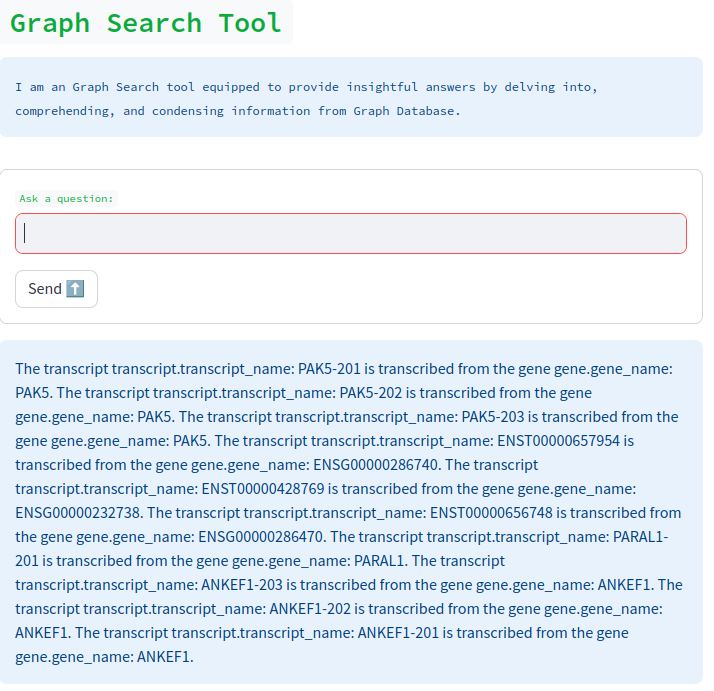 Graph Search Tool
I am an Graph Search tool equipped to provide insightful answers by delving into,
comprehending, and condensing information from Graph Database.
Ask a question:
Send ⬆️
The transcript transcript.transcript_name: PAK5-201 is transcribed from the gene gene.gene_name:
PAK5. The transcript transcript.transcript_name: PAK5-202 is transcribed from the gene
gene.gene_name: PAK5. The transcript transcript.transcript_name: PAK5-203 is transcribed from the
gene gene.gene_name: PAK5. The transcript transcript.transcript_name: ENST00000657954 is
transcribed from the gene gene.gene_name: ENSG00000286740. The transcript
transcript.transcript_name: ENST00000428769 is transcribed from the gene gene.gene_name:
ENSG00000232738. The transcript transcript.transcript_name: ENST00000656748 is transcribed from
the gene gene.gene_name: ENSG00000286470. The transcript transcript.transcript_name: PARAL1-
201 is transcribed from the gene gene.gene_name: PARAL1. The transcript
transcript.transcript_name: ANKEF1-203 is transcribed from the gene gene.gene_name: ANKEF1. The
transcript transcript.transcript_name: ANKEF1-202 is transcribed from the gene gene.gene_name:
ANKEF1. The transcript transcript.transcript_name: ANKEF1-201 is transcribed from the gene
gene.gene_name: ANKEF1.